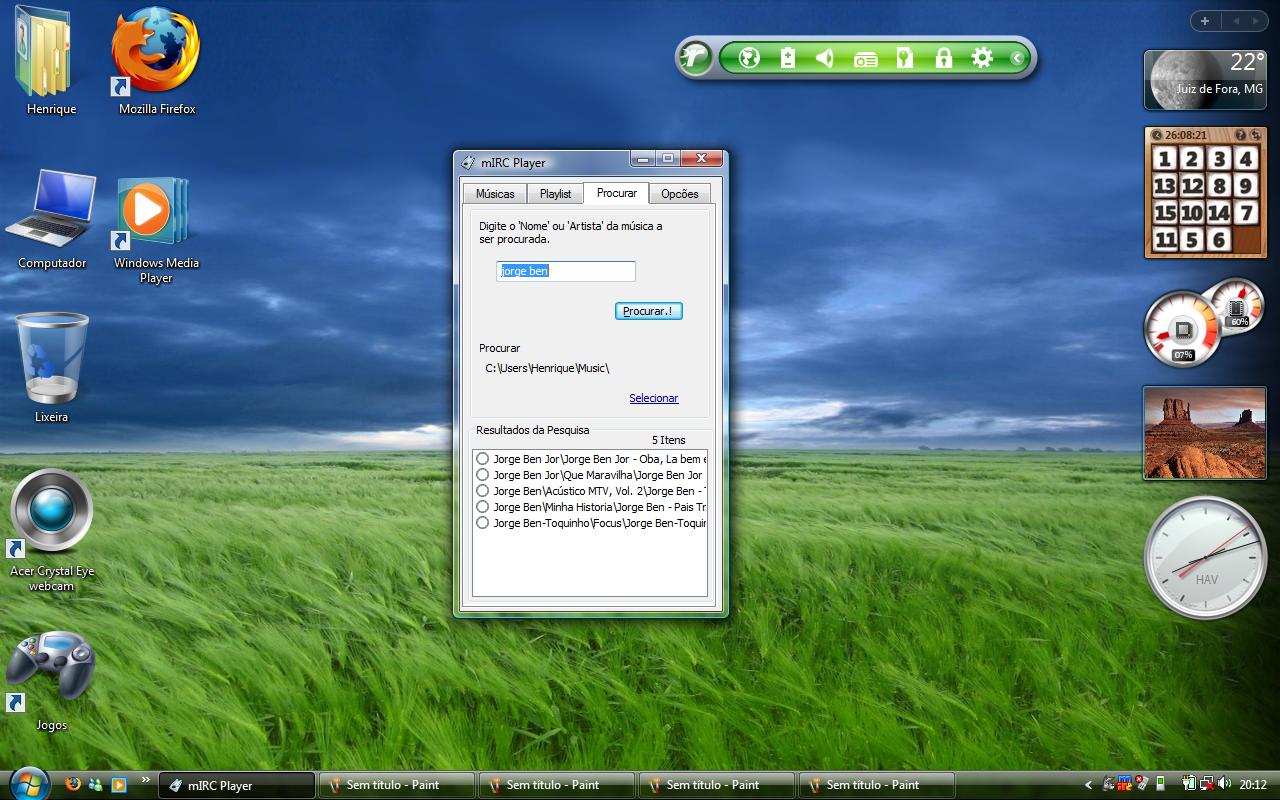 Henrique
Mozilla Firefox
Computador
Windows Media
Player
Lixeira
Acer Crystal Eye
webcam
Jogos
mIRC Player
Músicas
Playlist
Procurar
Opcões
Digite o 'Nome' ou 'Artista' da música a
ser procurada.
jorge ben
Procurar.!
Procurar
C:\Users\Henrique\Music\
Selecionar
Resultados da Pesquisa
5 Itens
Jorge Ben Jor\Jorge Ben Jor - Oba, La bem e
Jorge Ben Jor\Que Maravilha\Jorge Ben Jor
Jorge Ben\Acústico MTV, Vol. 2\Jorge Ben -
Jorge Ben\Minha Historia\Jorge Ben - Pais Tr
Jorge Ben-Toquinho\Focus\Jorge Ben-Toquin
22°
Juiz de Fora, MG
26:08:21
1 2 3 4
13 12 8 9
15 10 14 7
11 5 6
60%
07%
HAV
mIRC Player
Sem título - Paint
Sem título - Paint
Sem título - Paint
Sem título - Paint
20:12